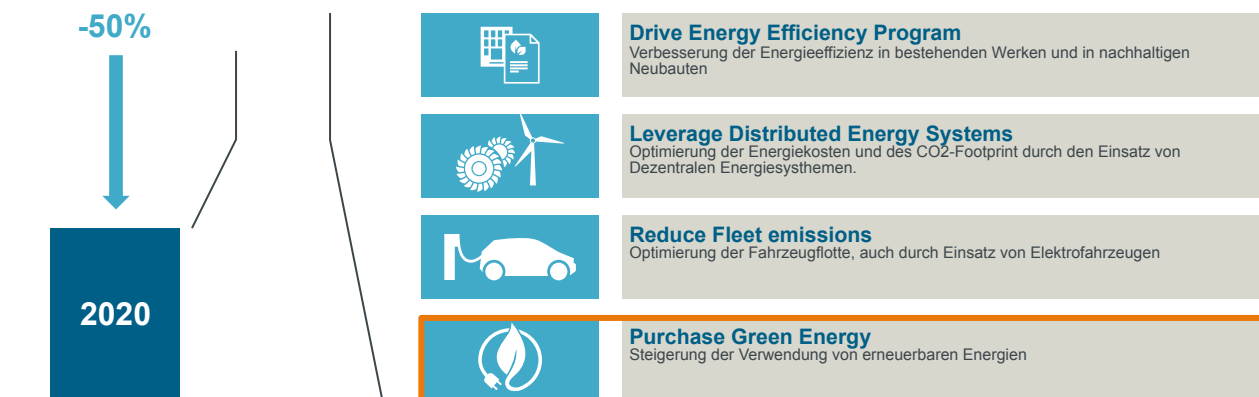 -50%
2020
Drive Energy Efficiency Program
Verbesserung der Energieeffizienz in bestehenden Werken und in nachhaltigen
Neubauten
Leverage Distributed Energy Systems
Optimierung der Energiekosten und des CO2-Footprint durch den Einsatz von
Dezentralen Energiesysthemen.
Reduce Fleet emissions
Optimierung der Fahrzeugflotte, auch durch Einsatz von Elektrofahrzeugen
Purchase Green Energy
Steigerung der Verwendung von erneuerbaren Energien